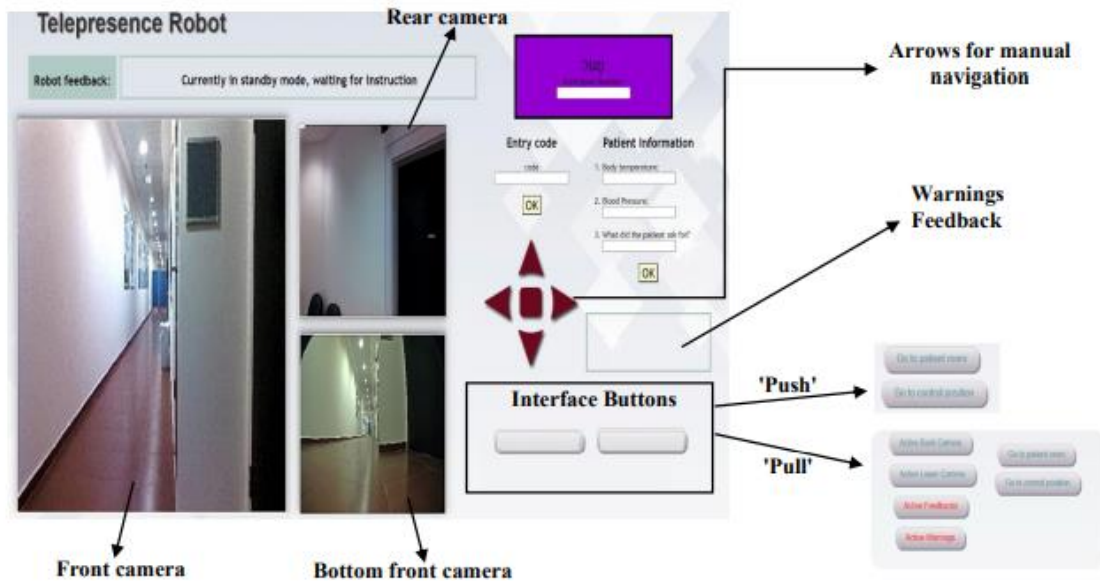 Telepresence Robot
Rear camera
Robot feedback:
Currently in standby mode, waiting for instruction
Arrows for manual
navigation
Entry code
code
OK
Patient Information
1. Body temperature:
2. Blood Pressure:
3. What did the patient ask for?
OK
Warnings
Feedback
Interface Buttons
'Push'
Go to patient room
Go to control position
'Pull'
Active Back Camera
Active Lower Camera
Active Feedbacks
Active Warnings
Go to patient room
Go to control position
Front camera
Bottom front camera